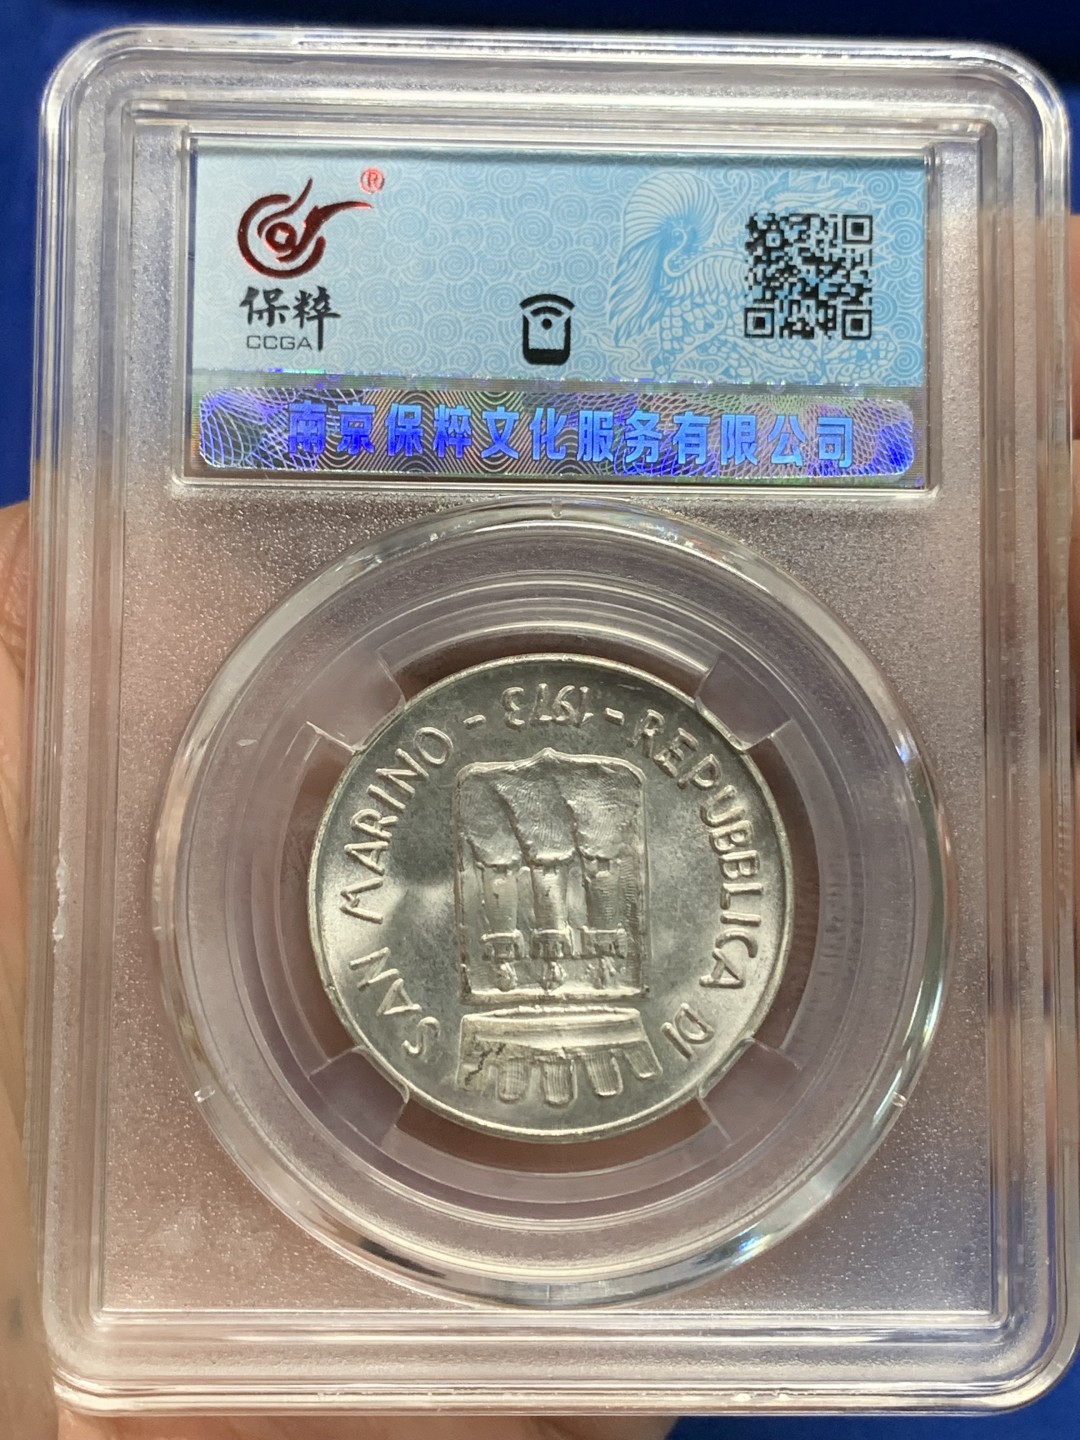 ®
保粹
CCGA
南京保粹文化服务有限公司
REPUBBLICA DI SAN MARINO - 1973 -